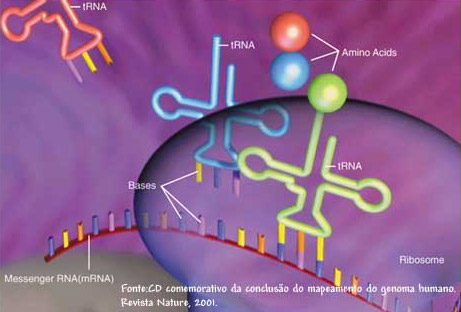 tRNA
tRNA
Amino Acids
tRNA
Bases
Ribosome
Messenger RNA(mRNA)
Fonte:CD comemorativo da conclusão do mapeamento do genoma humano.
Revista Nature, 2001.